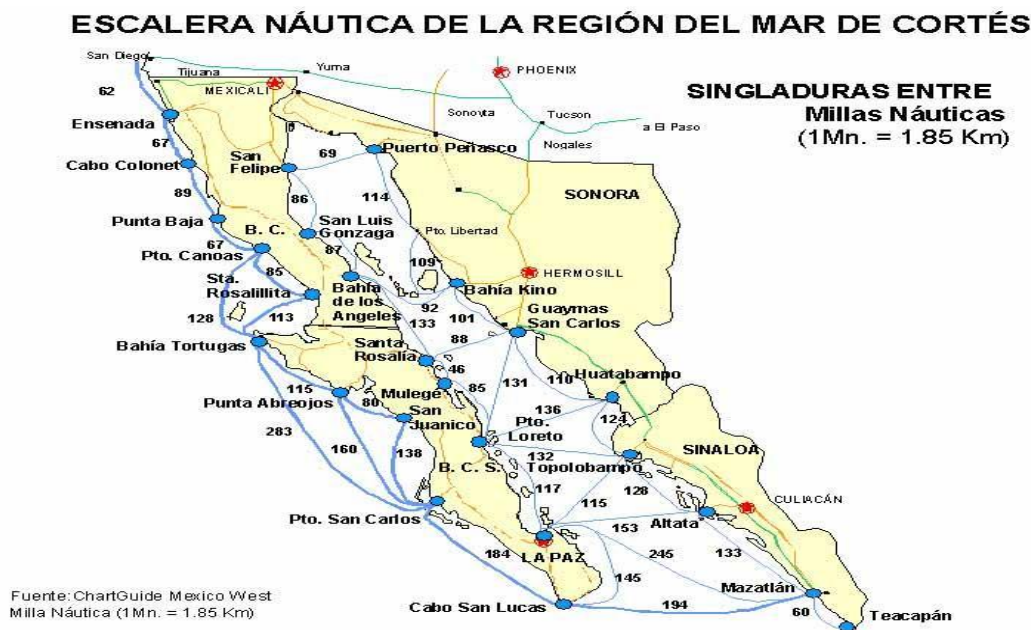 ESCALERA NÁUTICA DE LA REGIÓN DEL MAR DE CORTÉS
San Diego
Yuma
PHOENIX
Tijuana
MEXICALI
62
SINGLADURAS ENTRE
Millas Náuticas
(1Mn. = 1.85 Km)
Ensenada
Sonoyta
Tucson
a El Paso
Nogales
67
Cabo Colonet
San
Felipe
69
Puerto Peñasco
89
86
114
SONORA
Punta Baja
B. C.
San Luis
Gonzaga
Pto. Libertad
67
Pto. Canoas
87
85
109
HERMOSILL
Sta.
Rosalillita
Bahía
de los
Angeles
92
Bahía Kino
128
113
133
101
Guaymas
San Carlos
Bahía Tortugas
88
Santa
Rosalía
46
Huatabampo
115
Mulegé
85
131
110
Punta Abreojos
80
San
Juanico
136
124
283
160
138
Pto.
Loreto
132
SINALOA
B. C. S.
Topolobampo
117
115
128
CULIACÁN
Pto. San Carlos
153
Altata
184
LA PAZ
245
133
145
Mazatlán
Cabo San Lucas
194
60
Teacapán
Fuente: ChartGuide Mexico West
Milla Náutica (1Mn. = 1.85 Km)